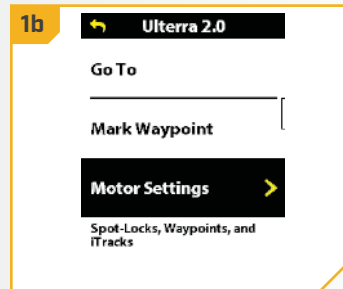 1b
Ulterra 2.0
Go To
Mark Waypoint
Motor Settings
Spot-Locks, Waypoints, and
iTracks